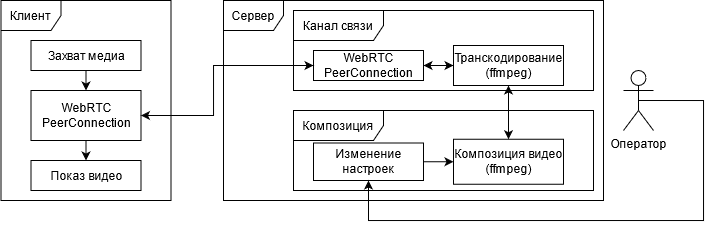 Клиент
Захват медиа
WebRTC
PeerConnection
Показ видео
Сервер
Канал связи
WebRTC
PeerConnection
Транскодирование
(ffmpeg)
Композиция
Изменение
настроек
Композиция видео
(ffmpeg)
Оператор